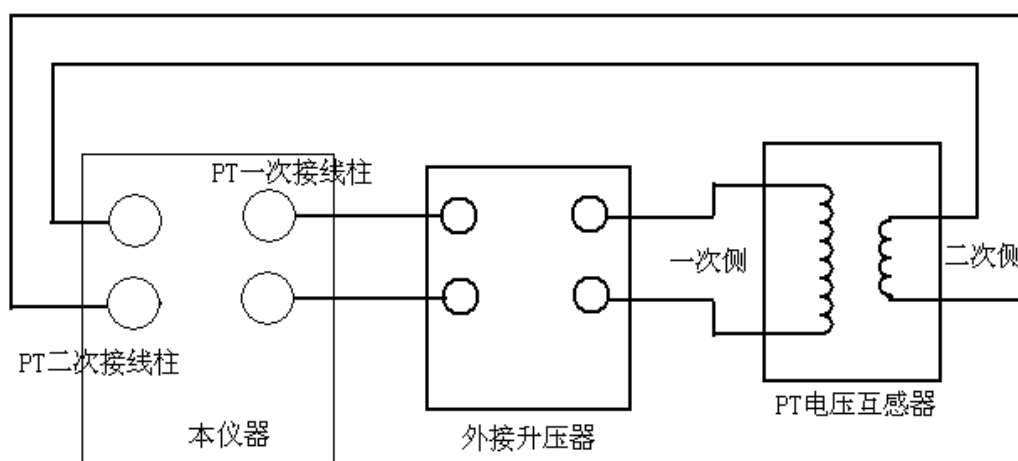 PT一次接线柱
一次侧
二次侧
PT二次接线柱
本仪器
外接升压器
PT电压互感器